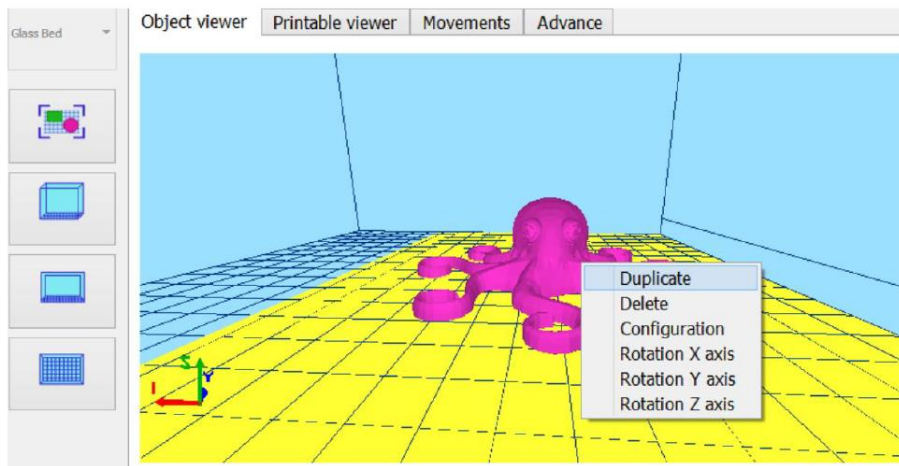 Glass Bed
Object viewer
Printable viewer
Movements
Advance
Duplicate
Delete
Configuration
Rotation X axis
Rotation Y axis
Rotation Z axis
S
Y
I